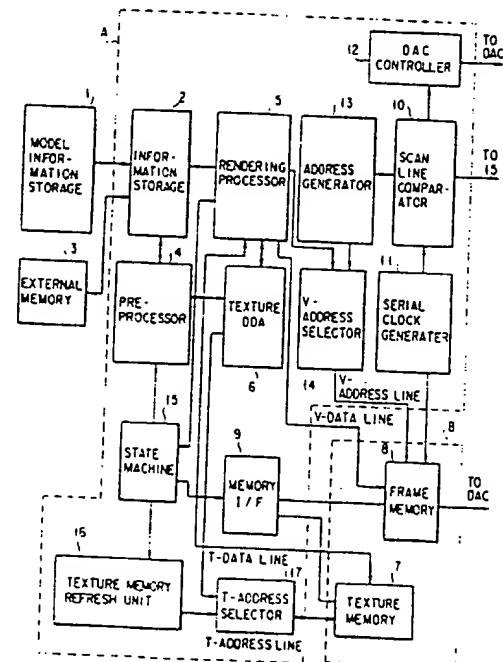 A
12
DAC
CONTROLLER
TO
DAC
1
2
5
13
10
MODEL
INFORMATION
STORAGE
INFOR-
MATION
STORAGE
RENDERING
PROCESSOR
ADDRESS
GENERATOR
SCAN
LINE
COMPAR-
ATOR
TO
15
3
4
11
EXTERNAL
MEMORY
PRE-
PROCESSOR
TEXTURE
DDA
V-
ADDRESS
SELECTOR
SERIAL
CLOCK
GENERATER
6
14
V-
ADDRESS LINE
15
9
V-DATA LINE
B
8
STATE
MACHINE
MEMORY
I/F
FRAME
MEMORY
TO
DAC
16
T-DATA LINE
17
7
TEXTURE MEMORY
REFRESH UNIT
T-ADDRESS
SELECTOR
TEXTURE
MEMORY
T-ADDRESS LINE